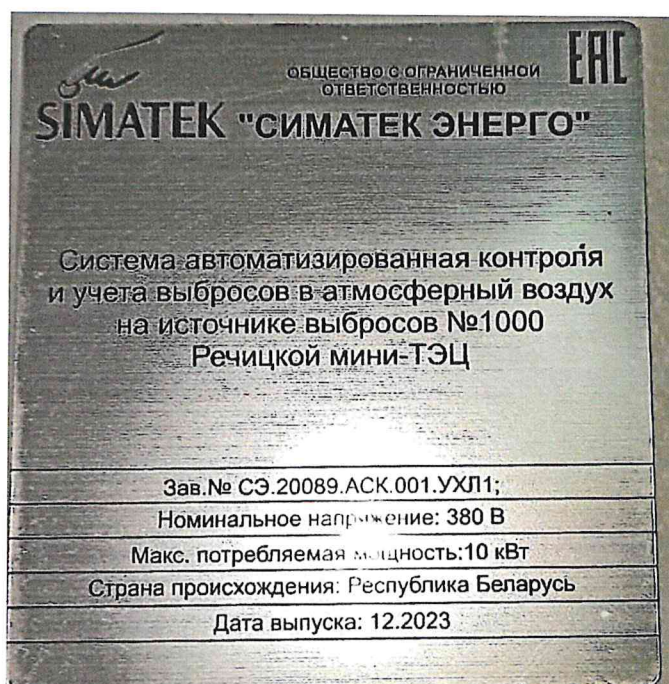 ОБЩЕСТВО С ОГРАНИЧЕННОЙ
ОТВЕТСТВЕННОСТЬЮ
EAC
SIMATEK "СИМАТЕК ЭНЕРГО"
Система автоматизированная контроля
и учета выбросов в атмосферный воздух
на источнике выбросов №1000
Речицкой мини-ТЭЦ
Зав.№ СЭ.20089.АСК.001.УХЛ1;
Номинальное напряжение: 380 В
Макс. потребляемая мощность:10 кВт
Страна происхождения: Республика Беларусь
Дата выпуска: 12.2023